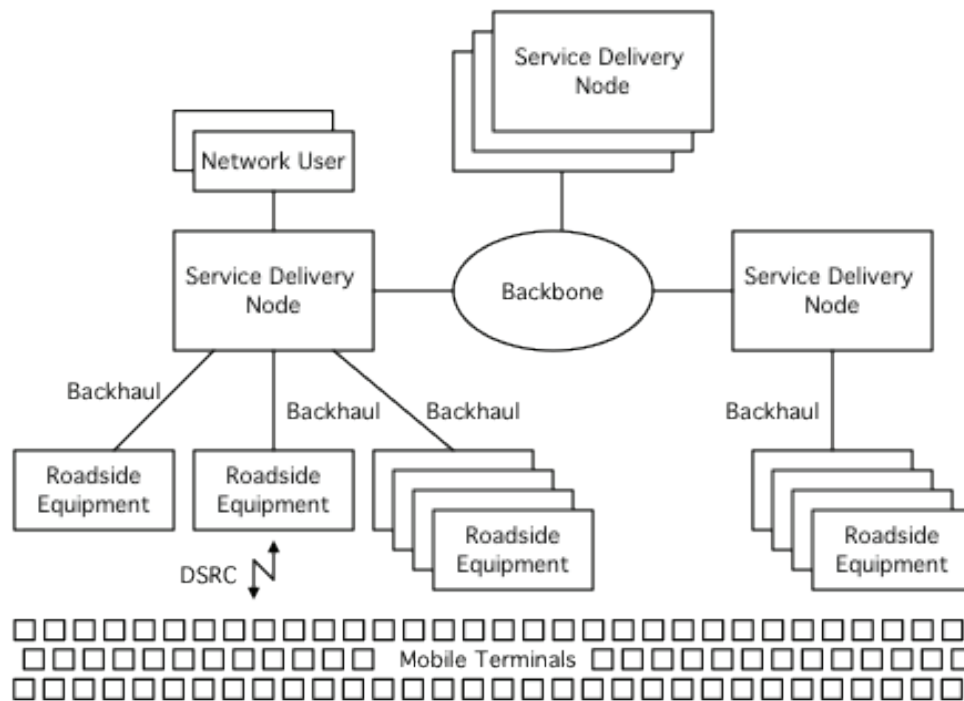 Service Delivery
Node
Network User
Service Delivery
Node
Backbone
Service Delivery
Node
Backhaul
Backhaul
Backhaul
Backhaul
Roadside
Equipment
Roadside
Equipment
Roadside
Equipment
Roadside
Equipment
DSRC
Mobile Terminals